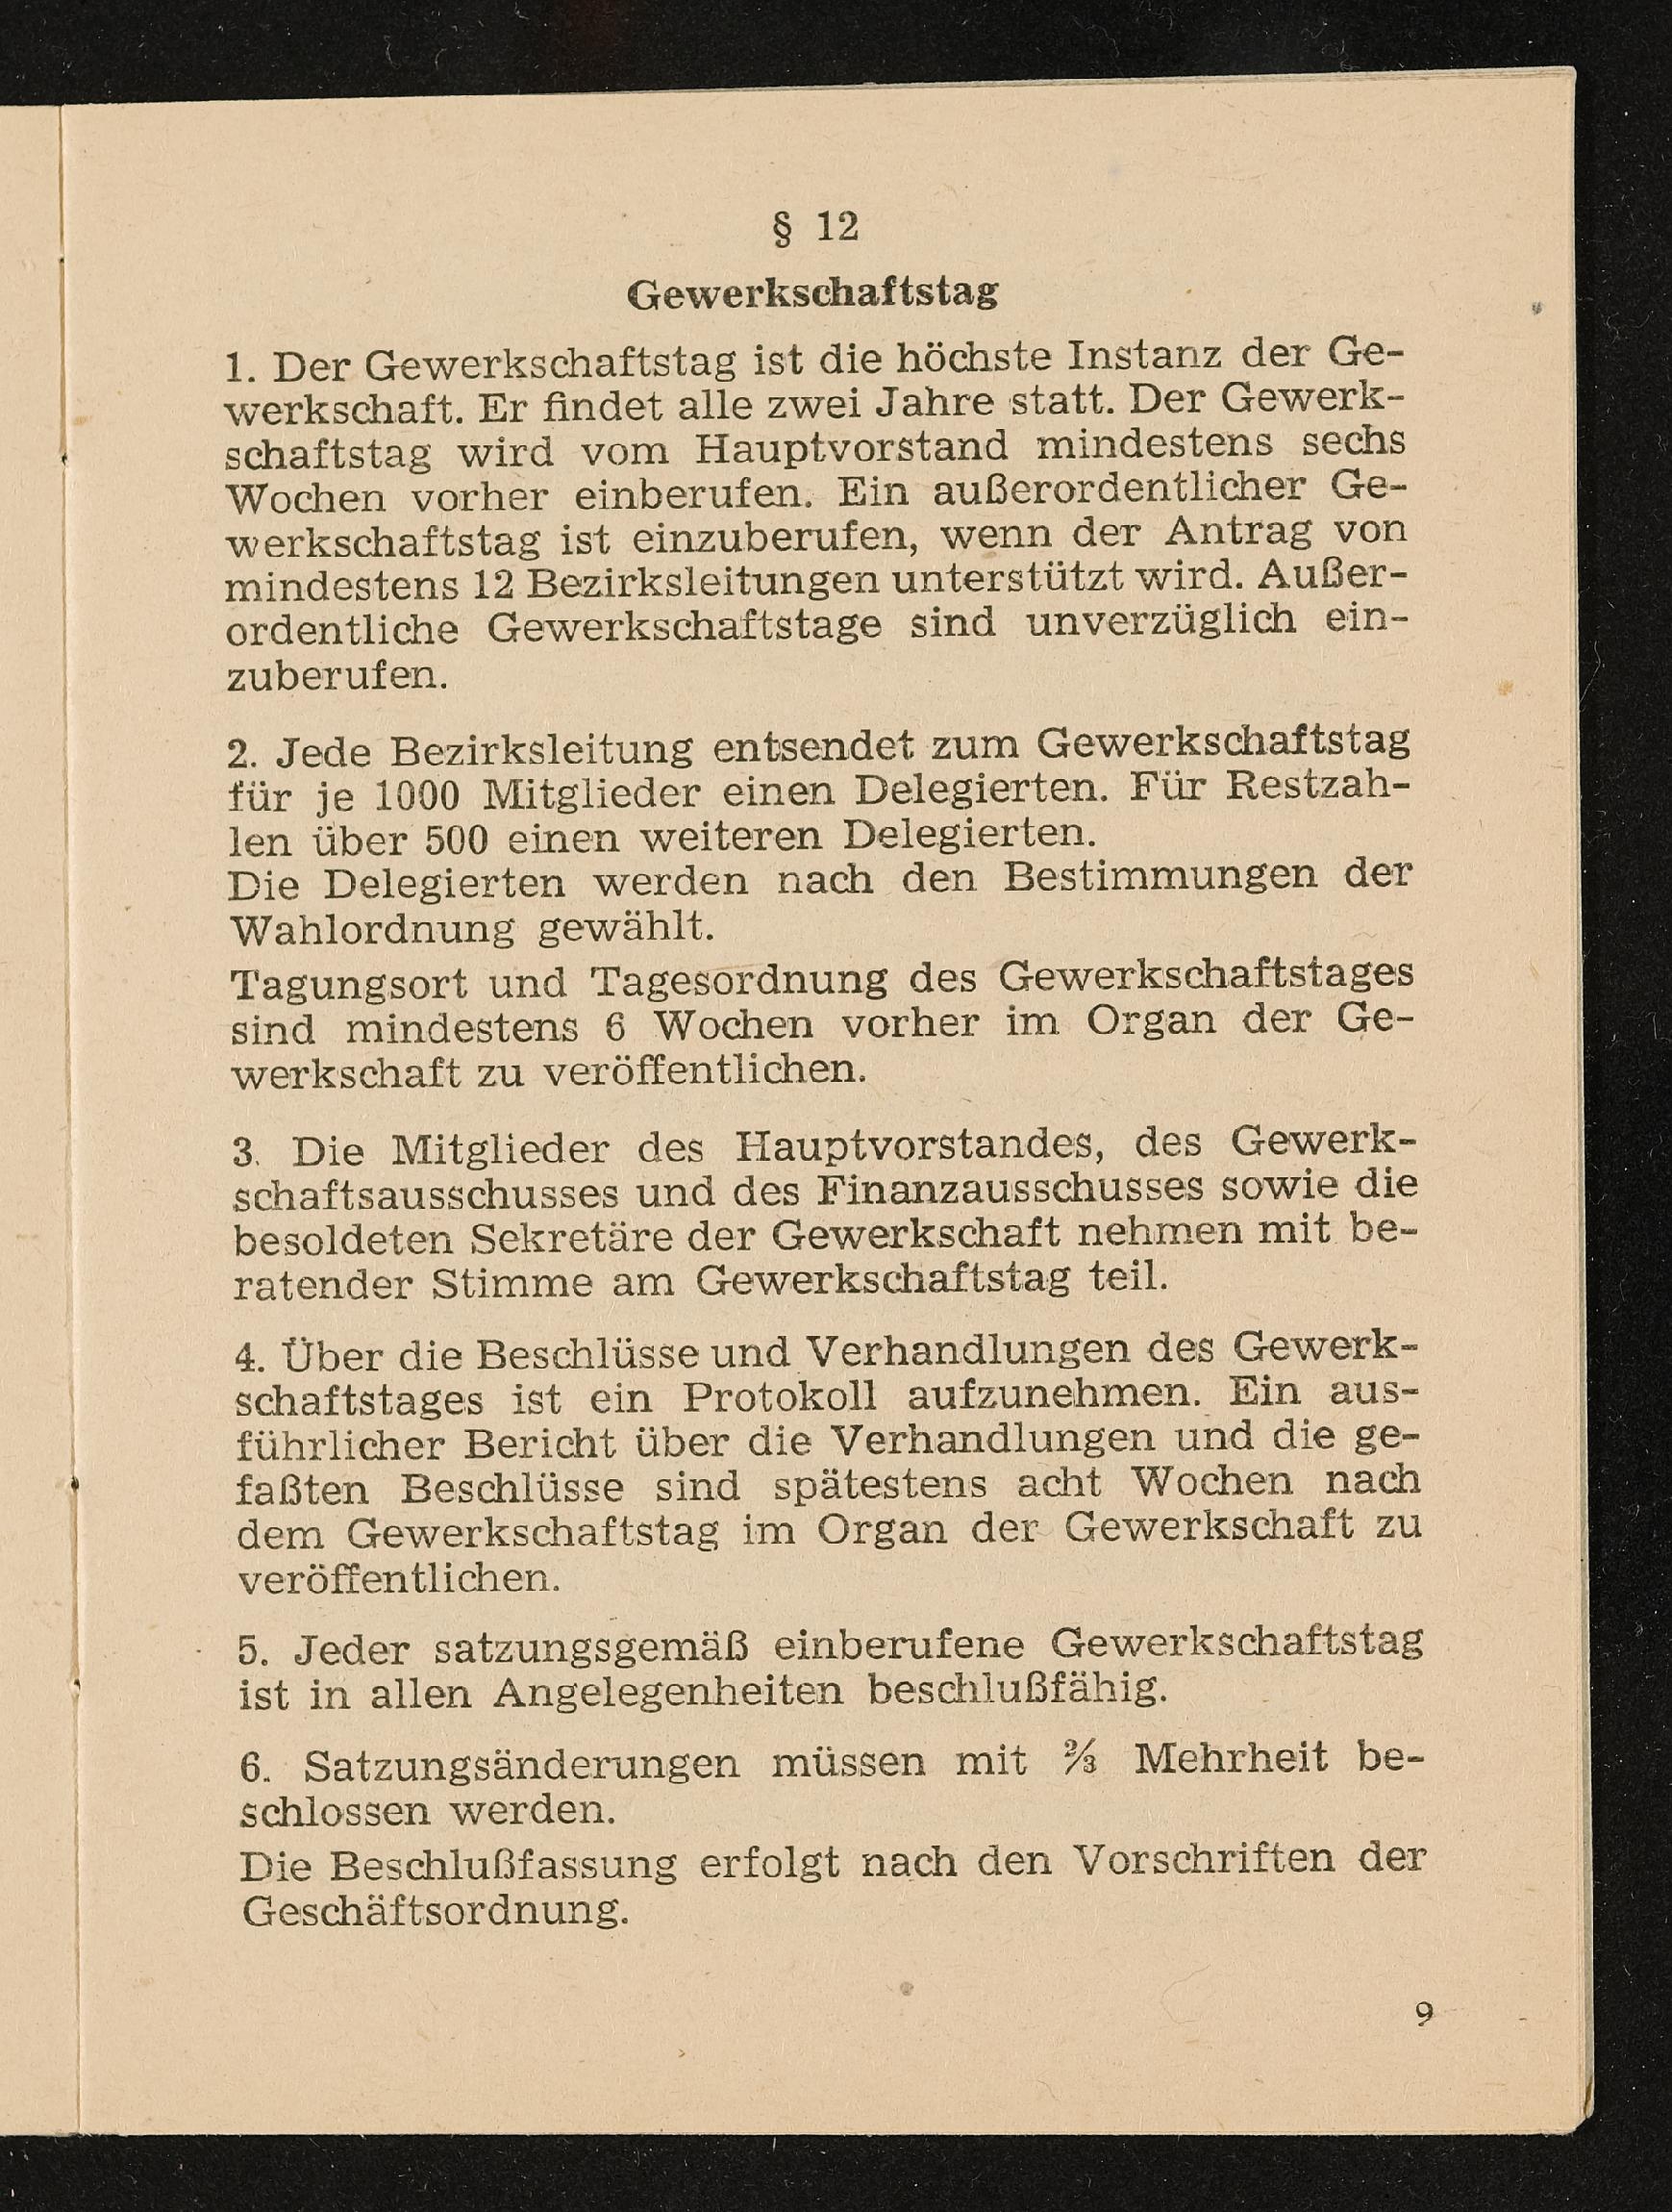 § 12
Gewerkschaftstag
1. Der Gewerkschaftstag ist die höchste Instanz der Ge-
werkschaft. Er findet alle zwei Jahre statt. Der Gewerk-
schaftstag wird vom Hauptvorstand mindestens sechs
Wochen vorher einberufen. Ein außerordentlicher Ge-
werkschaftstag ist einzuberufen, wenn der Antrag von
mindestens 12 Bezirksleitungen unterstützt wird. Außer-
ordentliche Gewerkschaftstage sind unverzüglich ein-
zuberufen.
2. Jede Bezirksleitung entsendet zum Gewerkschaftstag
für je 1000 Mitglieder einen Delegierten. Für Restzah-
len über 500 einen weiteren Delegierten.
Die Delegierten werden nach den Bestimmungen der
Wahlordnung gewählt.
Tagungsort und Tagesordnung des Gewerkschaftstages
sind mindestens 6 Wochen vorher im Organ der Ge-
werkschaft zu veröffentlichen.
3. Die Mitglieder des Hauptvorstandes, des Gewerk-
schaftsausschusses und des Finanzausschusses sowie die
besoldeten Sekretäre der Gewerkschaft nehmen mit be-
ratender Stimme am Gewerkschaftstag teil.
4. Über die Beschlüsse und Verhandlungen des Gewerk-
schaftstages ist ein Protokoll aufzunehmen. Ein aus-
führlicher Bericht über die Verhandlungen und die ge-
faßten Beschlüsse sind spätestens acht Wochen nach
dem Gewerkschaftstag im Organ der Gewerkschaft zu
veröffentlichen.
5. Jeder satzungsgemäß einberufene Gewerkschaftstag
ist in allen Angelegenheiten beschlußfähig.
6. Satzungsänderungen müssen mit ⅔ Mehrheit be-
schlossen werden.
Die Beschlußfassung erfolgt nach den Vorschriften der
Geschäftsordnung.
9